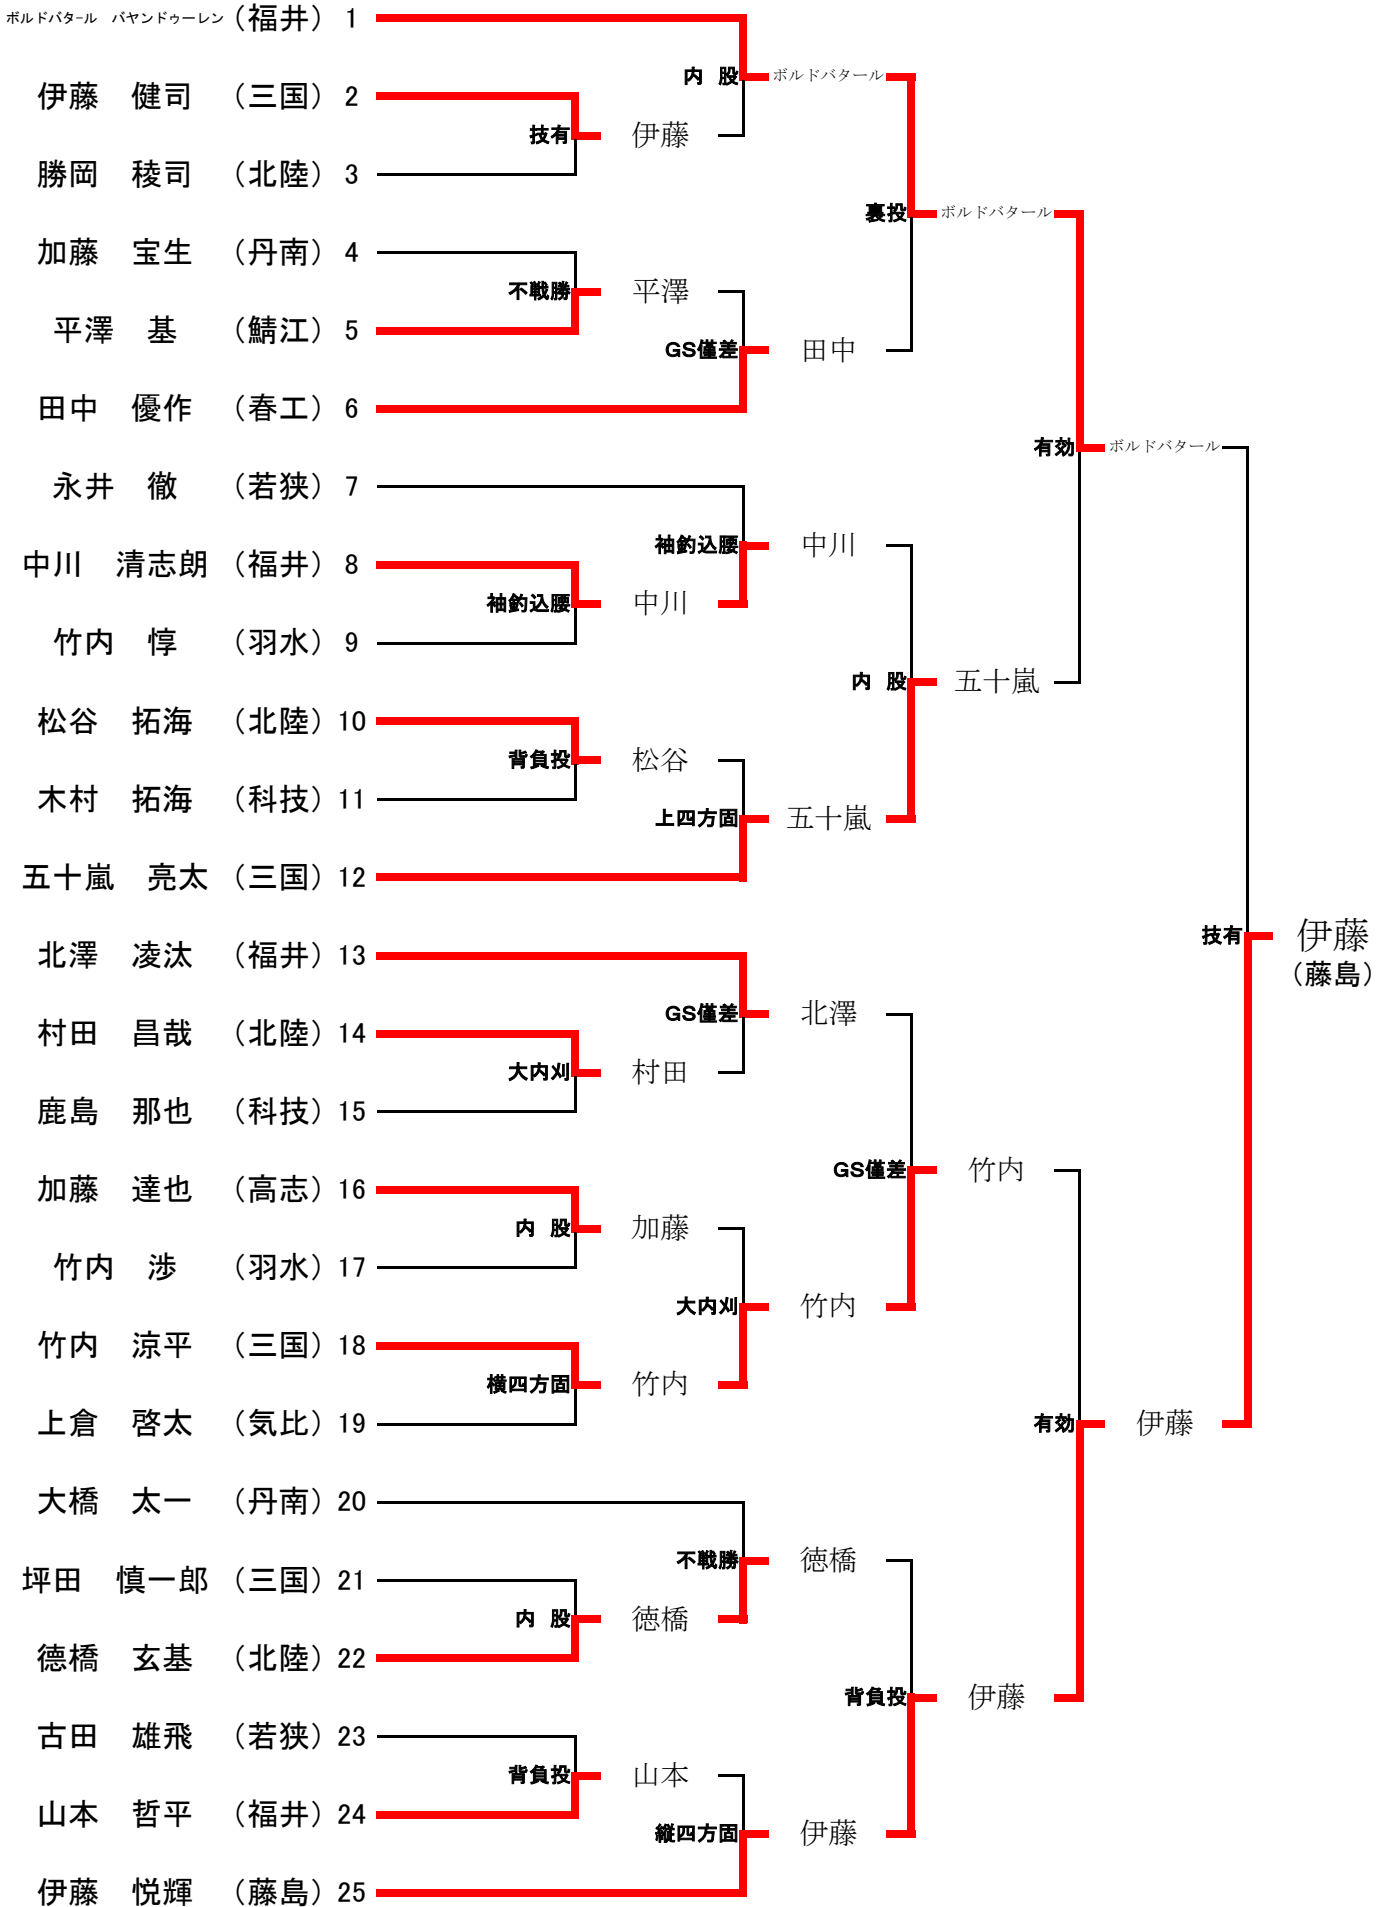 ボルドバタ-ル　バヤンドゥーレン（福井） 1
内　股 ボルドバタール
伊藤　健司　（三国） 2
技有 伊藤
勝岡　稜司　（北陸） 3
裏投 ボルドバタール
加藤　宝生　（丹南） 4
不戦勝 平澤
平澤　基　（鯖江） 5
GS僅差 田中
田中　優作　（春工） 6
有効 ボルドバタール
永井　徹　（若狭） 7
袖釣込腰 中川
中川　清志朗　（福井） 8
袖釣込腰 中川
竹内　惇　（羽水） 9
内　股 五十嵐
松谷　拓海　（北陸） 10
背負投 松谷
木村　拓海　（科技） 11
上四方固 五十嵐
五十嵐　亮太　（三国） 12
技有 伊藤
（藤島）
北澤　凌汰　（福井） 13
GS僅差 北澤
村田　昌哉　（北陸） 14
大内刈 村田
鹿島　那也　（科技） 15
GS僅差 竹内
加藤　達也　（高志） 16
内　股 加藤
竹内　渉　（羽水） 17
大内刈 竹内
竹内　涼平　（三国） 18
横四方固 竹内
上倉　啓太　（気比） 19
有効 伊藤
大橋　太一　（丹南） 20
不戦勝 徳橋
坪田　慎一郎　（三国） 21
内　股 徳橋
德橋　玄基　（北陸） 22
背負投 伊藤
古田　雄飛　（若狭） 23
背負投 山本
山本　哲平　（福井） 24
縦四方固 伊藤
伊藤　悦輝　（藤島） 25